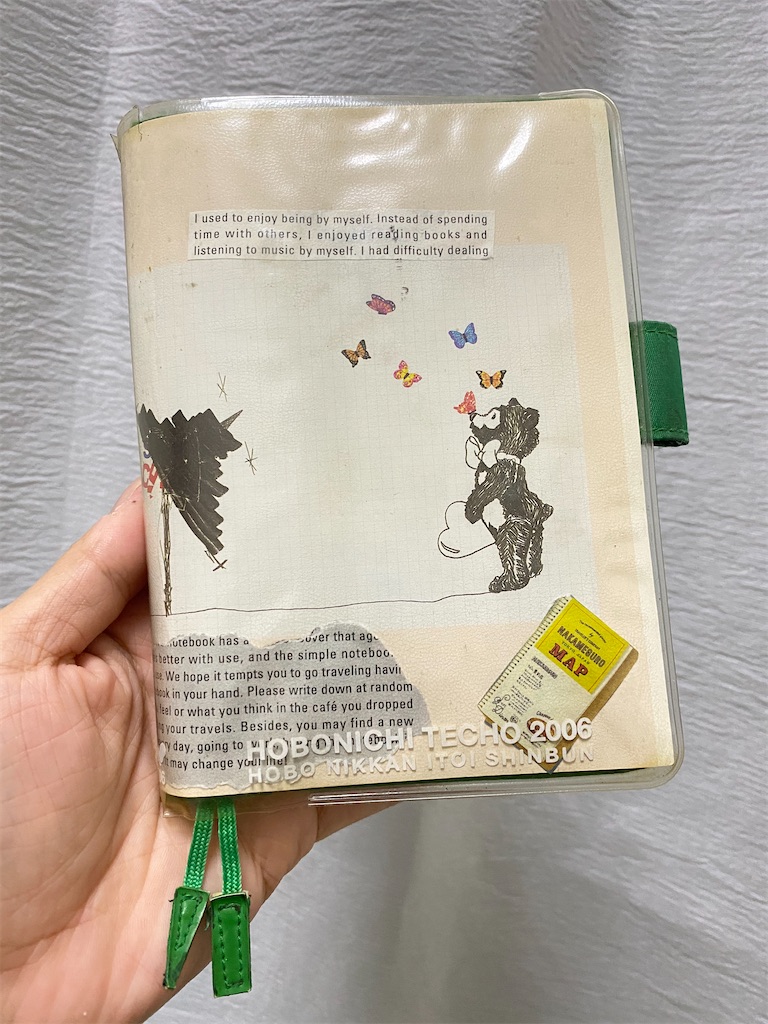 I used to enjoy being by myself. Instead of spending
time with others, I enjoyed reading books and
listening to music by myself. I had difficulty dealing
notebook has a over that
better with use, and the simple
We hope it tempts you to go traveling
in your hand. Please write down at random
feel or what you think in the café you dropped
your travels. Besides, you may find a new
day, going to
may change your life!
NAKAMEGURO
MAP
HOBONICHI TECHO 2006
HOBO NIKKAN ITOI SHINBUN